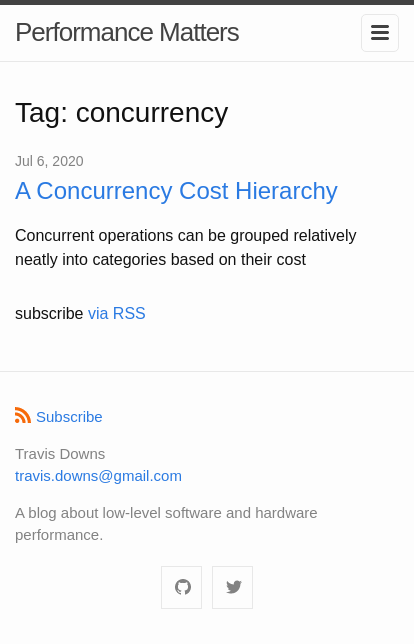 Performance Matters
Tag: concurrency
Jul 6, 2020
A Concurrency Cost Hierarchy
Concurrent operations can be grouped relatively
neatly into categories based on their cost
subscribe via RSS
Subscribe
Travis Downs
travis.downs@gmail.com
A blog about low-level software and hardware
performance.